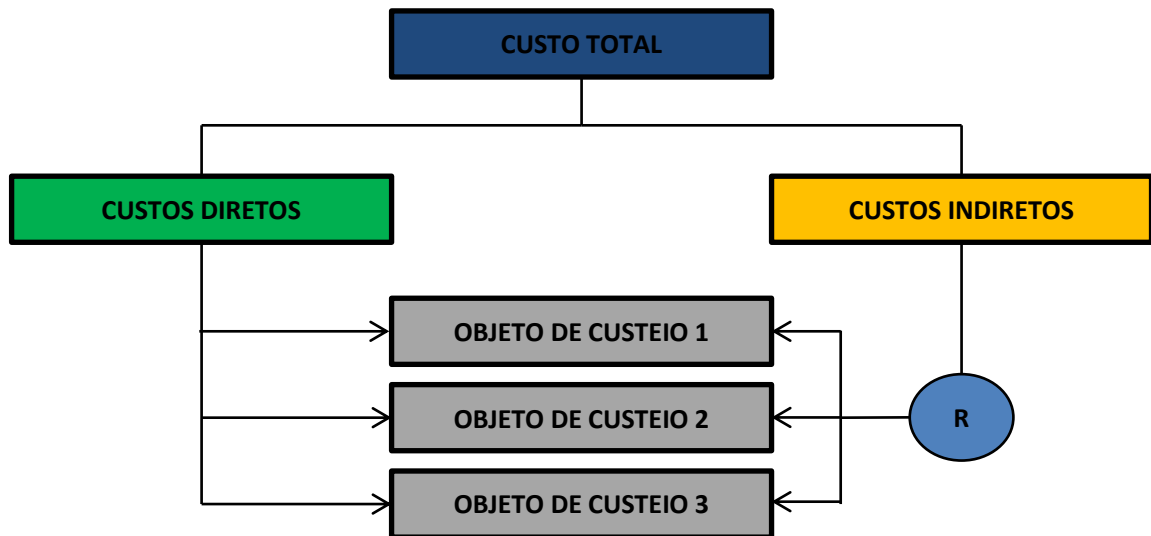 CUSTO TOTAL
CUSTOS DIRETOS
CUSTOS INDIRETOS
OBJETO DE CUSTEIO 1
OBJETO DE CUSTEIO 2
R
OBJETO DE CUSTEIO 3